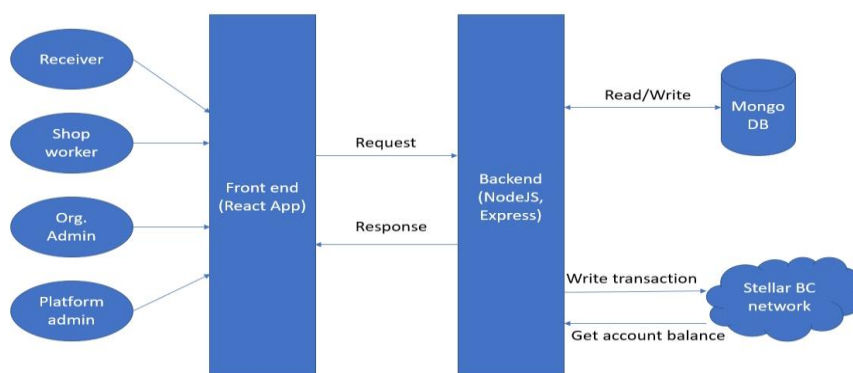 Receiver
Shop
worker
Org.
Admin
Platform
admin
Front end
(React App)
Request
Response
Backend
(NodeJS,
Express)
Read/Write
Mongo
DB
Write transaction
Get account balance
Stellar BC
network